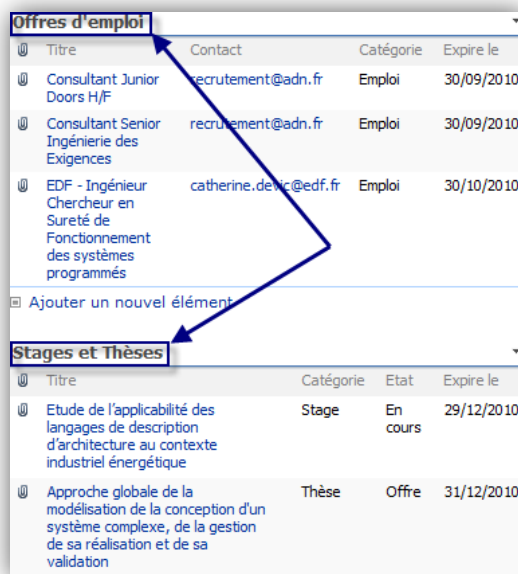 Offres d'emploi
Titre Contact Catégorie Expire le
Consultant Junior recrutement@adn.fr Emploi 30/09/2010
Doors H/F
Consultant Senior recrutement@adn.fr Emploi 30/09/2010
Ingénierie des
Exigences
EDF - Ingénieur catherine.devic@edf.fr Emploi 30/10/2010
Chercheur en
Sureté de
Fonctionnement
des systèmes
programmés
Ajouter un nouvel élément
Stages et Thèses
Titre Catégorie Etat Expire le
Etude de l'applicabilité des Stage En 29/12/2010
langages de description cours
d'architecture au contexte
industriel énergétique
Approche globale de la Thèse Offre 31/12/2010
modélisation de la conception d'un
système complexe, de la gestion
de sa réalisation et de sa
validation